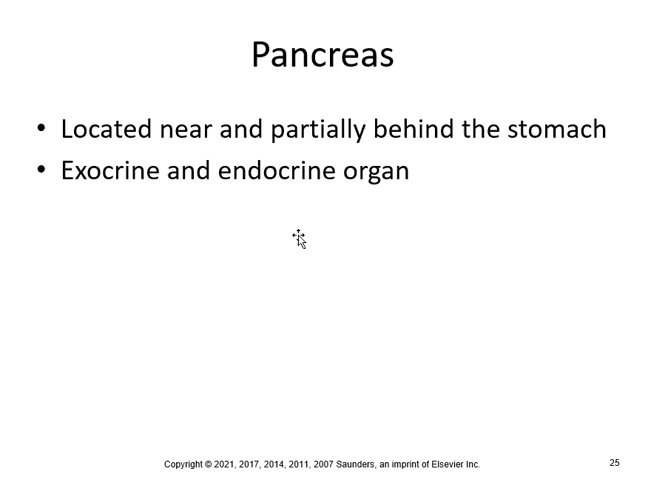 Pancreas
• Located near and partially behind the stomach
• Exocrine and endocrine organ
Copyright © 2021, 2017, 2014, 2011, 2007 Saunders, an imprint of Elsevier Inc.
25